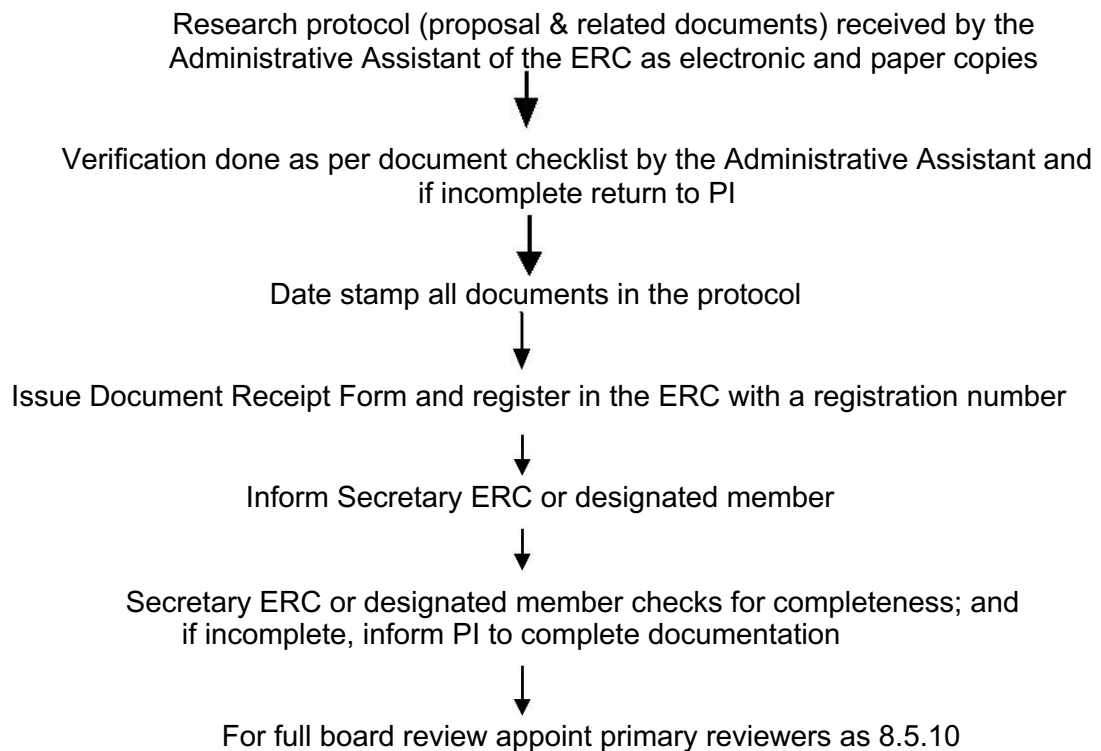 Research protocol (proposal & related documents) received by the
Administrative Assistant of the ERC as electronic and paper copies
Verification done as per document checklist by the Administrative Assistant and
if incomplete return to PI
Date stamp all documents in the protocol
Issue Document Receipt Form and register in the ERC with a registration number
Inform Secretary ERC or designated member
Secretary ERC or designated member checks for completeness; and
if incomplete, inform PI to complete documentation
For full board review appoint primary reviewers as 8.5.10